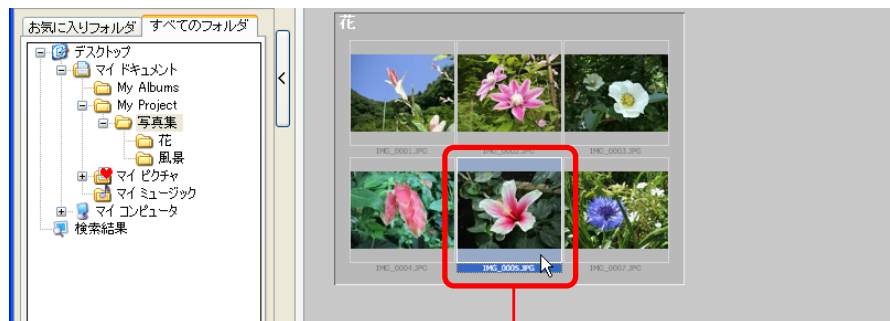 お気に入りフォルダ
すべてのフォルダ
デスクトップ
マイ ドキュメント
My Albums
My Project
写真集
花
風景
マイ ピクチャ
マイ ミュージック
マイ コンピュータ
検索結果
<
花
IMG_0001.JPG
IMG_0002.JPG
IMG_0003.JPG
IMG_0004.JPG
IMG_0005.JPG
IMG_0007.JPG